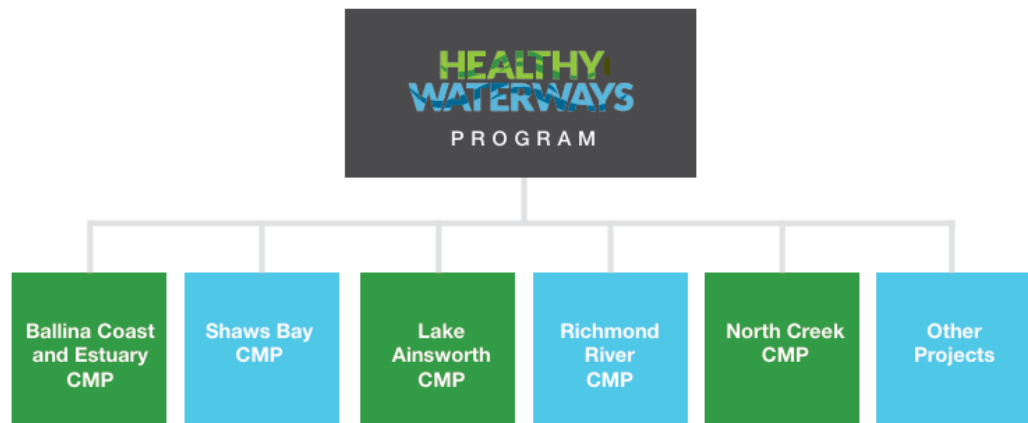 HEALTHY
WATERWAYS
PROGRAM
Ballina Coast
and Estuary
CMP
Shaws Bay
CMP
Lake
Ainsworth
CMP
Richmond
River
CMP
North Creek
CMP
Other
Projects